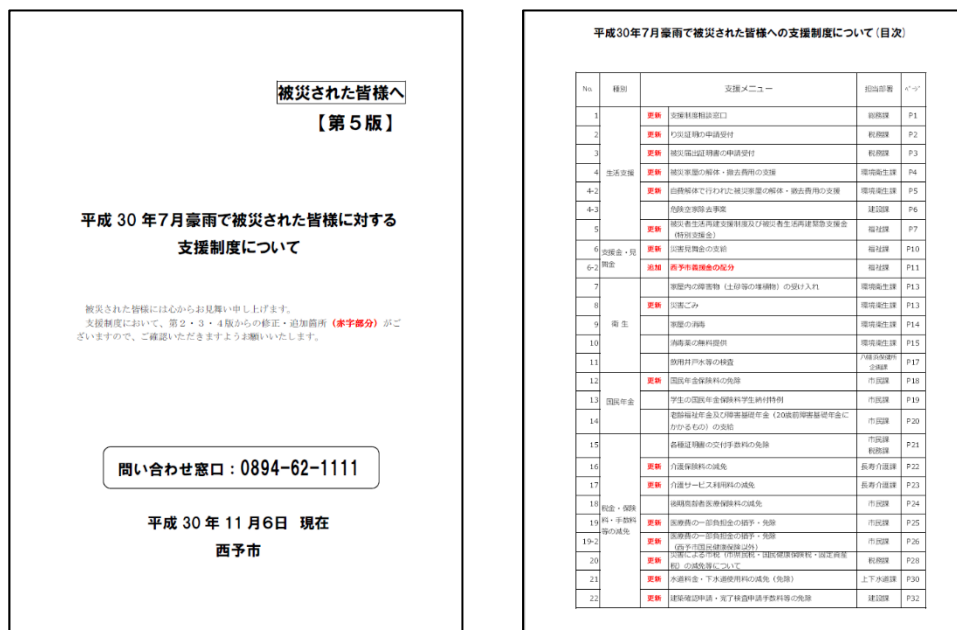 被災された皆様へ
【第５版】
平成 30 年７月豪雨で被災された皆様に対する
支援制度について
被災された皆様には心からお見舞い申し上げます。
支援制度において、第２・３・４版からの修正・追加箇所（赤字部分）がご
ざいますので、ご確認いただきますようお願いいたします。
問い合わせ窓口：0894-62-1111
平成 30 年 11 月６日 現在
西予市
平成30年7月豪雨で被災された皆様への支援制度について（目次）
No. 種別 支援メニュー 担当部署 ﾍﾟｰｼﾞ
1 更新 支援制度相談窓口 総務課 P1
2 更新 り災証明の申請受付 税務課 P2
3 更新 被災届出証明書の申請受付 税務課 P3
4 生活支援 更新 被災家屋の解体・撤去費用の支援 環境衛生課 P4
4-2 更新 自費解体で行われた被災家屋の解体・撤去費用の支援 環境衛生課 P5
4-3 危険空家除去事業 建設課 P6
5 更新 被災者生活再建支援制度及び被災者生活再建緊急支援金
（特別支援金） 福祉課 P7
6 支援金・見舞金 更新 災害見舞金の支給 福祉課 P10
6-2 追加 西予市義援金の配分 福祉課 P11
7 家屋内の障害物（土砂等の堆積物）の受け入れ 環境衛生課 P13
8 更新 災害ごみ 環境衛生課 P13
9 衛生 家屋の消毒 環境衛生課 P14
10 消毒薬の無料提供 環境衛生課 P15
11 飲用井戸水等の検査 八幡浜保健所
企画課 P17
12 国民年金 更新 国民年金保険料の免除 市民課 P18
13 学生の国民年金保険料学生納付特例 市民課 P19
14 老齢福祉年金及び障害基礎年金（20歳前障害基礎年金に
かかるもの）の支給 市民課 P20
15 各種証明書の交付手数料の免除 市民課
税務課 P21
16 更新 介護保険料の減免 長寿介護課 P22
17 更新 介護サービス利用料の減免 長寿介護課 P23
18 税金・保険料・手数料等の減免 後期高齢者医療保険料の減免 市民課 P24
19 更新 医療費の一部負担金の猶予・免除 市民課 P25
19-2 更新 医療費の一部負担金の猶予・免除
（西予市国民健康保険以外） 市民課 P26
20 更新 災害による市税（市県民税・国民健康保険税・固定資産
税）の減免等について 税務課 P28
21 更新 水道料金・下水道使用料の減免（免除） 上下水道課 P30
22 更新 建築確認申請・完了検査申請手数料等の免除 建設課 P32